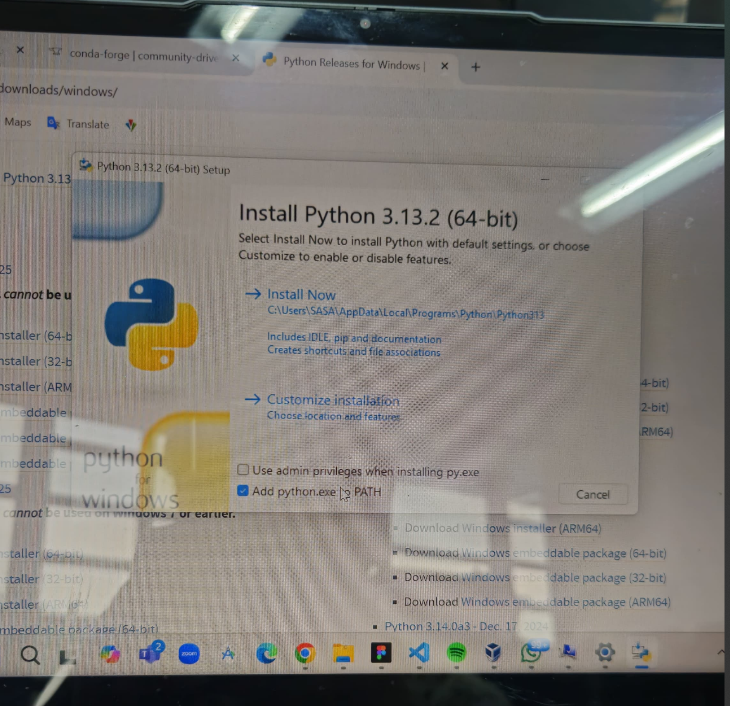 conda-forge | community-driv
Python Releases for Windows |
downloads/windows/
Maps
Translate
Python 3.13
Python 3.13.2 (64-bit) Setup
Install Python 3.13.2 (64-bit)
Select Install Now to install Python with default settings, or choose
Customize to enable or disable features.
25
cannot be u
Install Now
C:\Users\SASA\AppData\Local\Programs\Python\Python313
nstaller (64-b
Includes IDLE, pip and documentation
Creates shortcuts and file associations
nstaller (32-b
nstaller (ARM
4-bit)
Customize installation
Choose location and features
mbeddable
2-bit)
mbeddable
RM64)
mbeddable
python
for
windows
Use admin privileges when installing py.exe
Add python.exe to PATH
Cancel
25
cannot be used on Windows 7 or earlier.
Download Windows installer (ARM64)
nstaller (64-bit)
Download Windows embeddable package (64-bit)
staller (32-bit)
Download Windows embeddable package (32-bit)
staller (ARM64)
Download Windows embeddable package (ARM64)
mbeddable package (64-bit)
Python 3.14.0a3 - Dec. 17, 2024
2
zoom